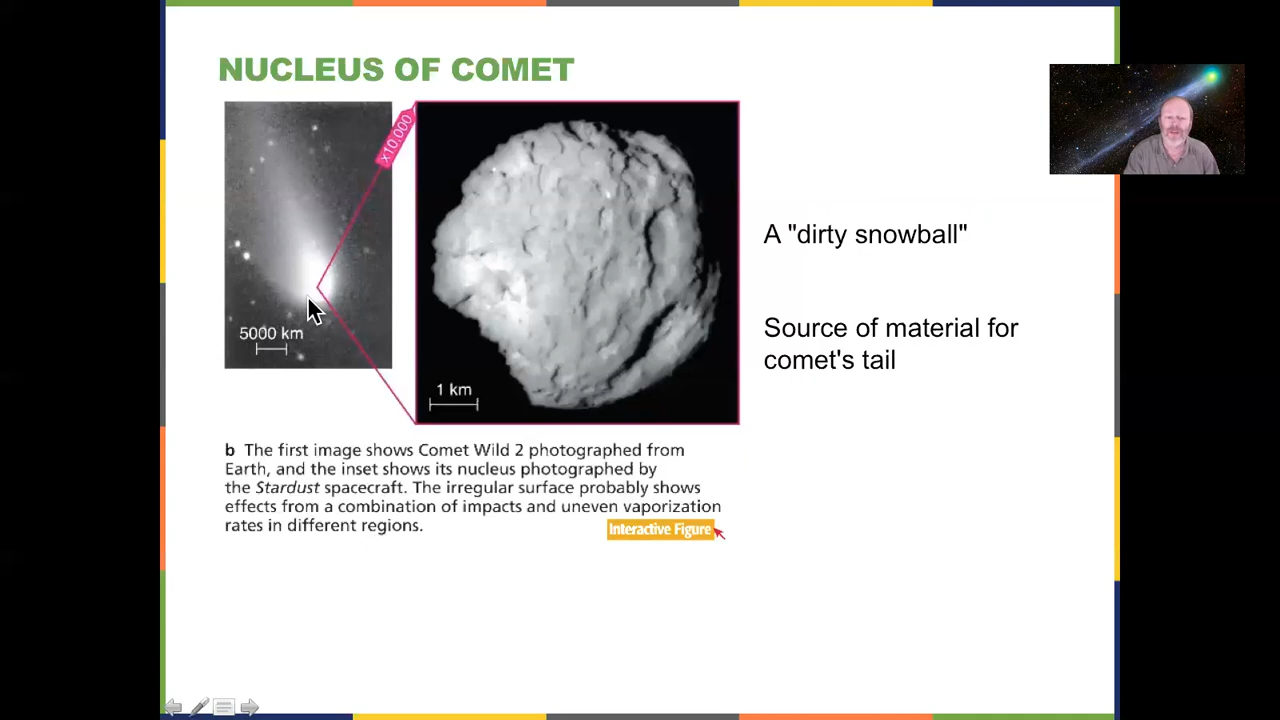 NUCLEUS OF COMET
x10,000
5000 km
1 km
A "dirty snowball"
Source of material for
comet's tail
b The first image shows Comet Wild 2 photographed from
Earth, and the inset shows its nucleus photographed by
the Stardust spacecraft. The irregular surface probably shows
effects from a combination of impacts and uneven vaporization
rates in different regions.
Interactive Figure